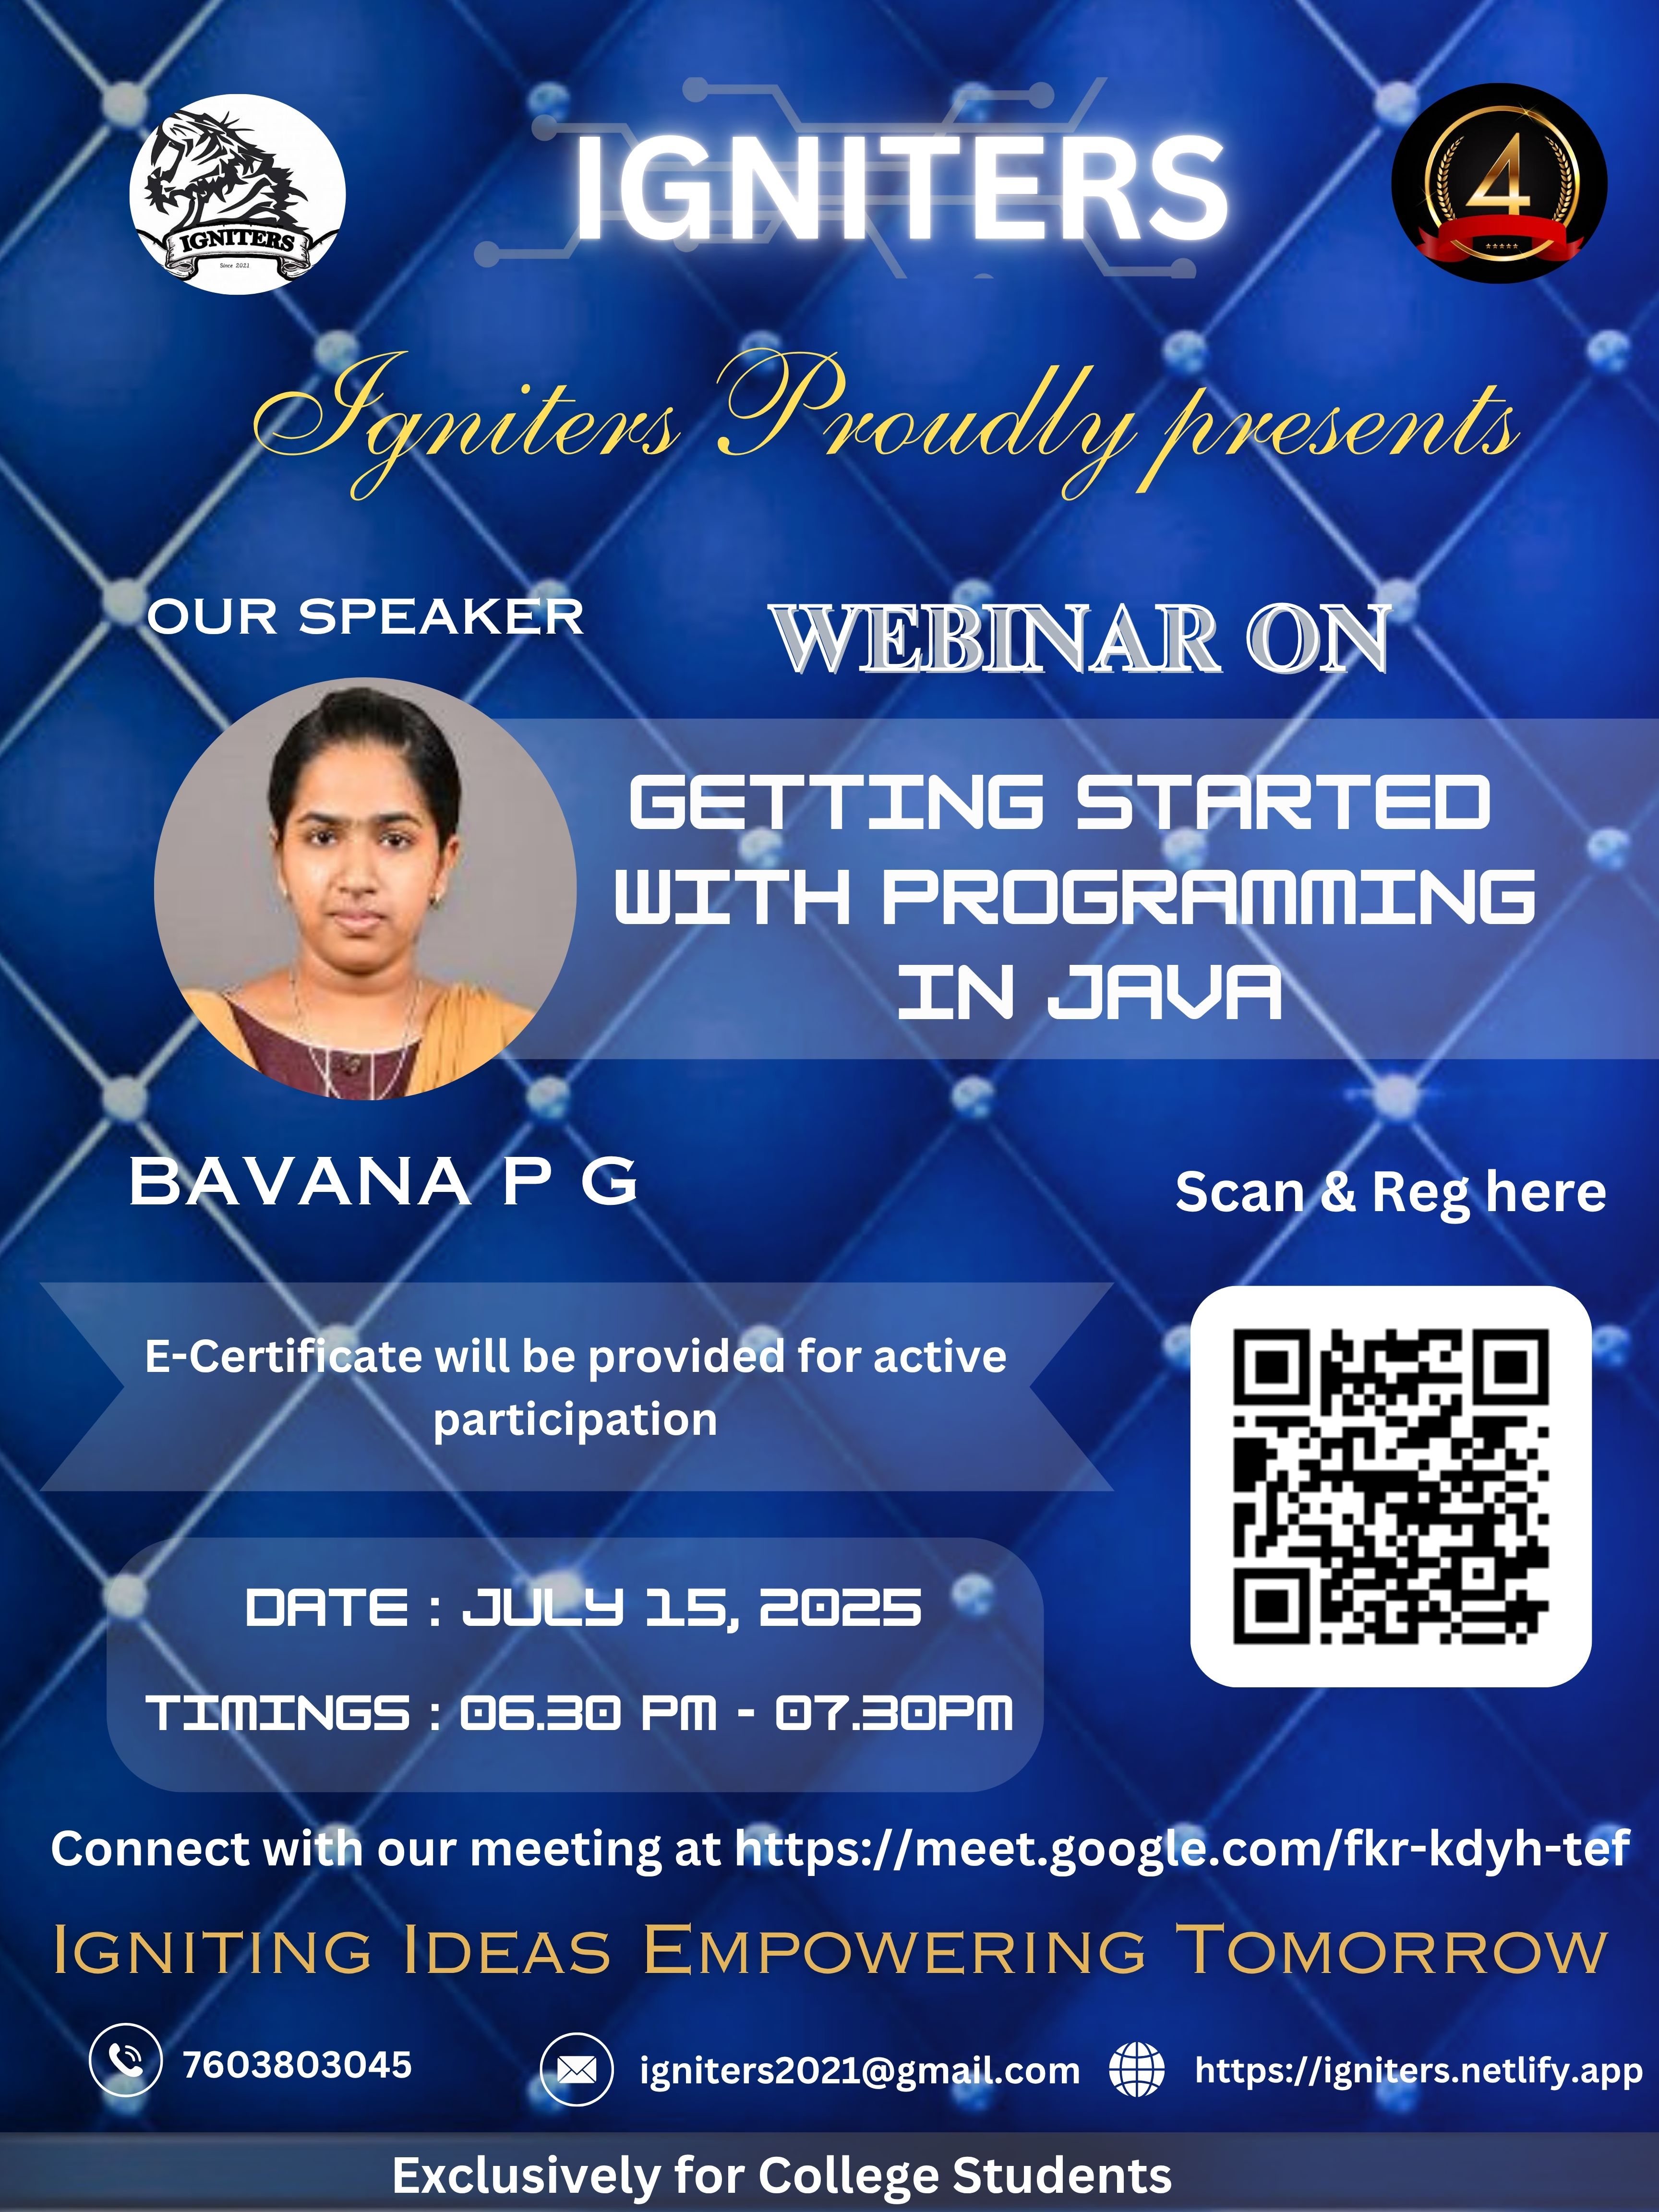 IGNITERS
IGNITERS
Since 2021
4
Igniters Proudly presents
OUR SPEAKER
WEBINAR ON
GETTING STARTED
WITH PROGRAMMING
IN JAVA
BAVANA P G
Scan & Reg here
E-Certificate will be provided for active
participation
DATE : JULY 15, 2025
TIMINGS : 06.30 PM - 07.30PM
Connect with our meeting at https://meet.google.com/fkr-kdyh-tef
IGNITING IDEAS EMPOWERING TOMORROW
7603803045
igniters2021@gmail.com
https://igniters.netlify.app
Exclusively for College Students